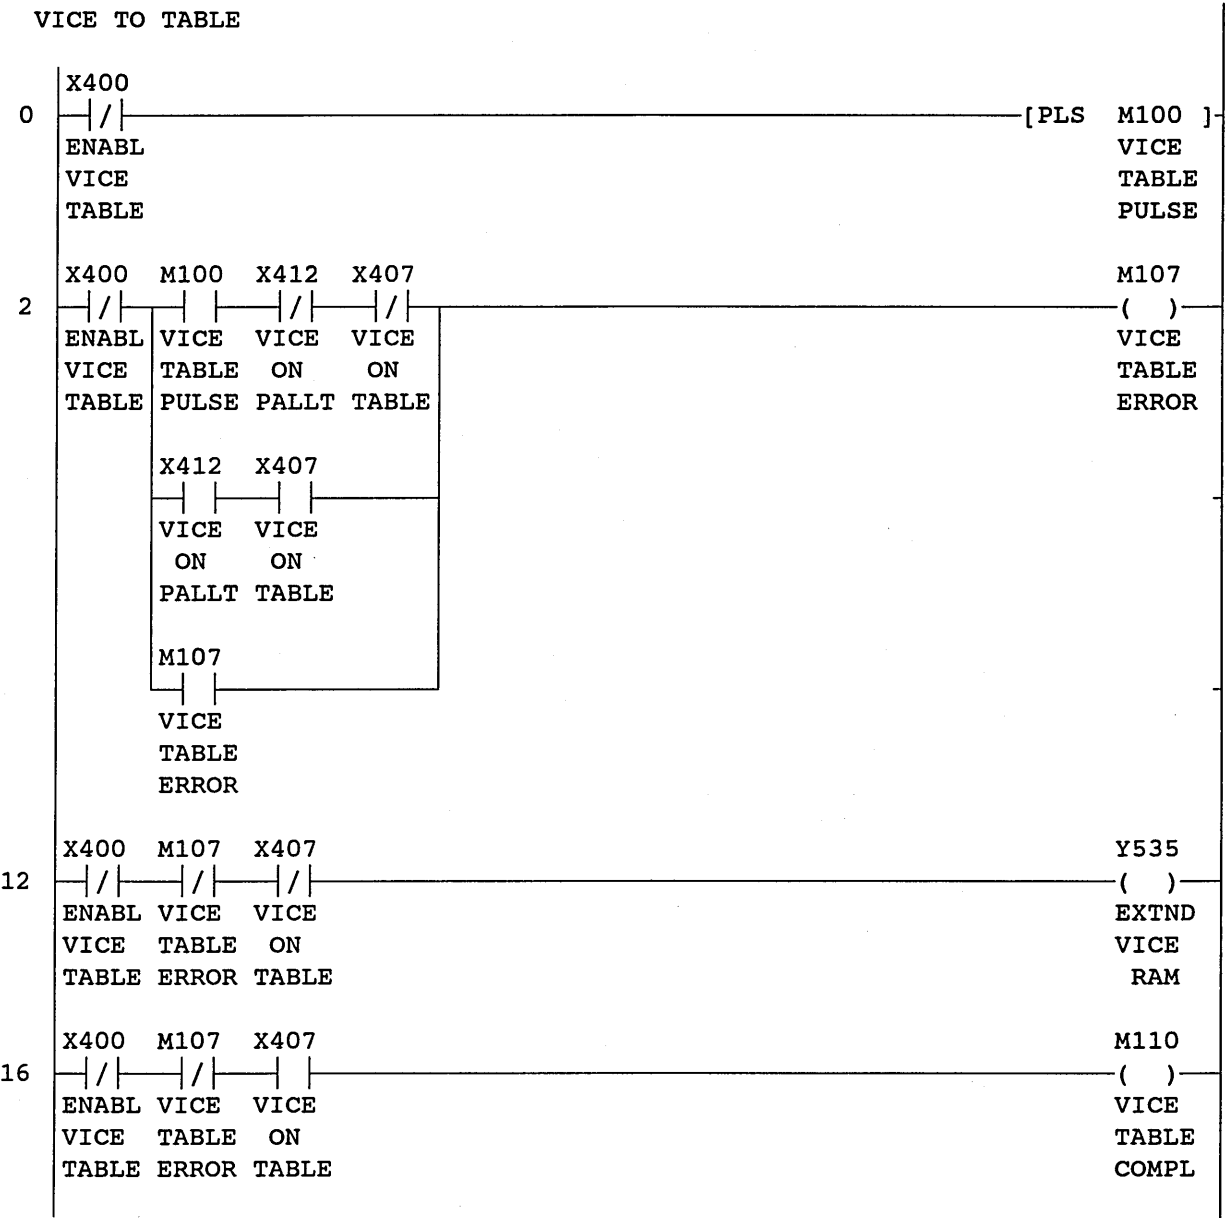 VICE TO TABLE
X400
0 [PLS M100 ]
ENABL VICE
VICE TABLE
TABLE PULSE
X400 M100 X412 X407 M107
2 ( )
ENABL VICE VICE VICE VICE
VICE TABLE ON ON TABLE
TABLE PULSE PALLT TABLE ERROR
X412 X407
VICE VICE
ON ON
PALLT TABLE
M107
VICE
TABLE
ERROR
X400 M107 X407 Y535
12 ( )
ENABL VICE VICE EXTND
VICE TABLE ON VICE
TABLE ERROR TABLE RAM
X400 M107 X407 M110
16 ( )
ENABL VICE VICE VICE
VICE TABLE ON TABLE
TABLE ERROR TABLE COMPL